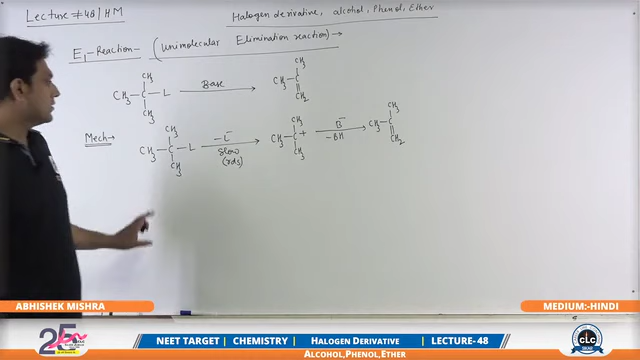 Lecture #48/HM
Halogen derivative, alcohol, Phenol, Ether
E1-Reaction- (Unimolecular Elimination reaction)→
CH3
CH3-C-L
CH3
Base
CH3
CH3-C
CH2
Mech→
CH3
CH3-C-L
CH3
-L-
Slow
(rds)
CH3
CH3-C+
CH3
B-
-BH
CH3
CH3-C
CH2
ABHISHEK MISHRA
MEDIUM:-HINDI
25
NEET TARGET | CHEMISTRY | HALOGEN DERIVATIVE | LECTURE-48
ALCOHOL,PHENOL,ETHER
CLC